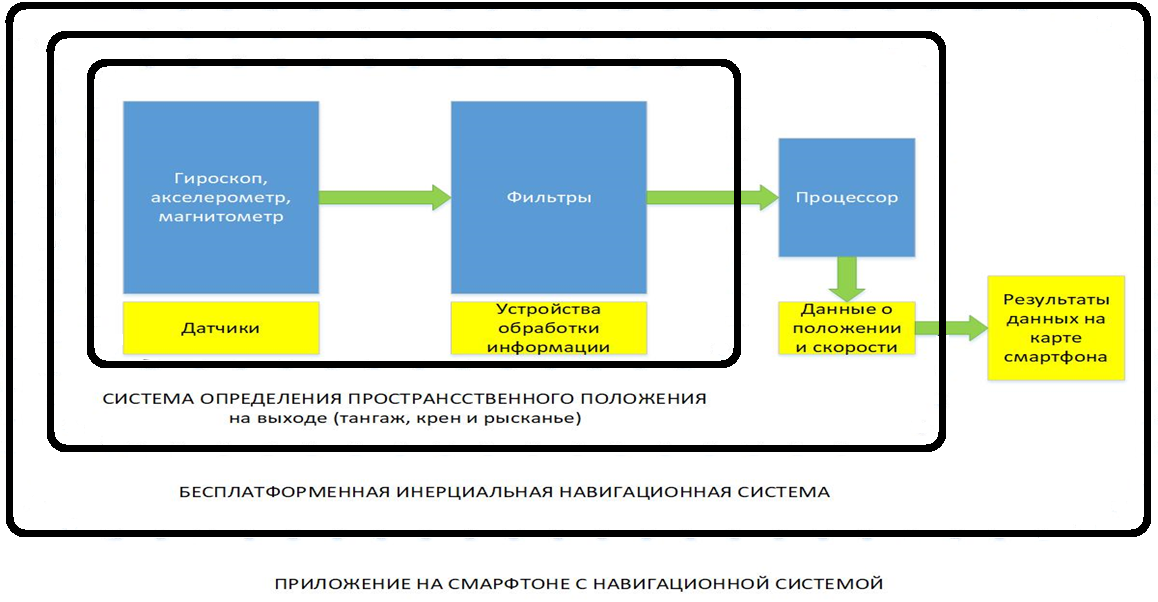 Гироскоп,
акселерометр,
магнитометр
Фильтры
Процессор
Датчики
Устройства
обработки
информации
Данные о
положении
и скорости
Результаты
данных на
карте
смартфона
СИСТЕМА ОПРЕДЕЛЕНИЯ ПРОСТРАНССТВЕННОГО ПОЛОЖЕНИЯ
на выходе (тангаж, крен и рысканье)
БЕСПЛАТФОРМЕННАЯ ИНЕРЦИАЛЬНАЯ НАВИГАЦИОННАЯ СИСТЕМА
ПРИЛОЖЕНИЕ НА СМАРФТОНЕ С НАВИГАЦИОННОЙ СИСТЕМОЙ